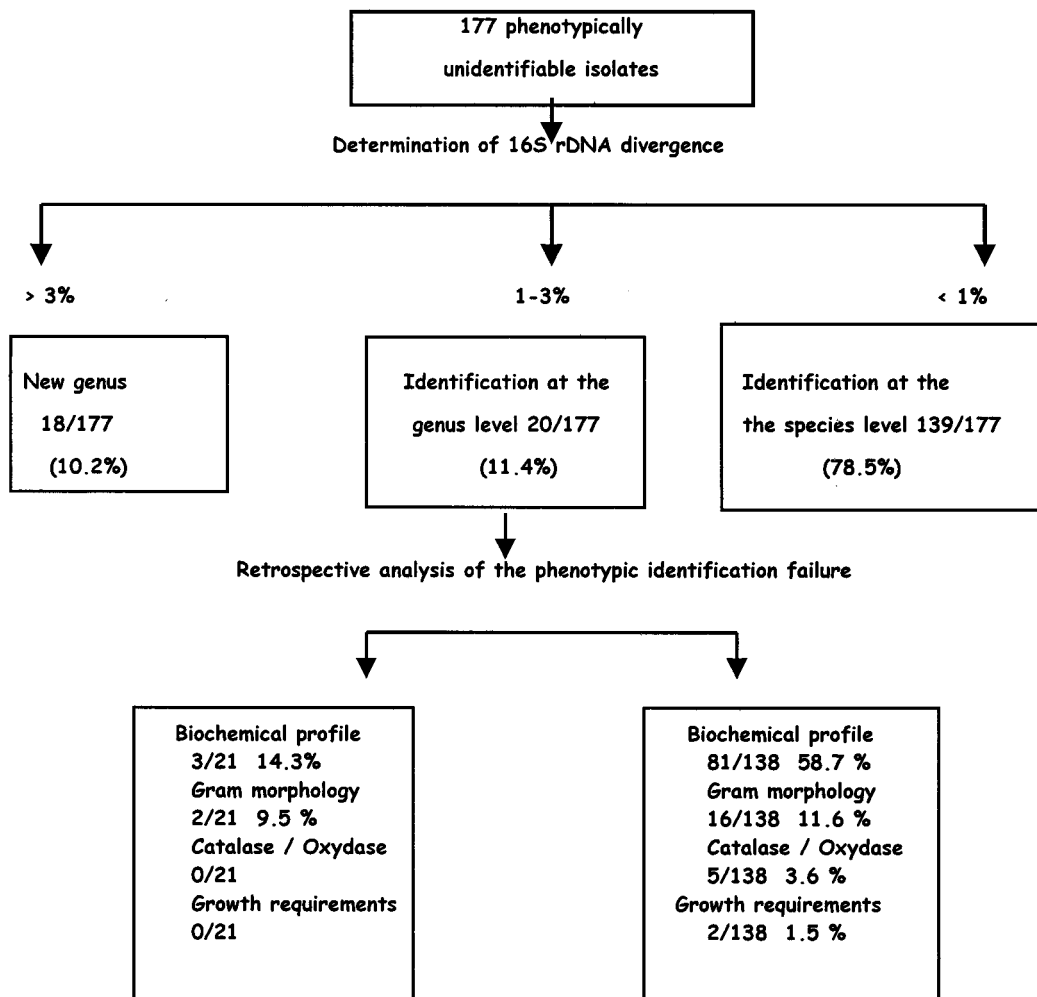 177 phenotypically
unidentifiable isolates
Determination of 16S rDNA divergence
> 3%
1-3%
< 1%
New genus
18/177
(10.2%)
Identification at the
genus level 20/177
(11.4%)
Identification at the
the species level 139/177
(78.5%)
Retrospective analysis of the phenotypic identification failure
Biochemical profile
3/21 14.3%
Gram morphology
2/21 9.5 %
Catalase / Oxydase
0/21
Growth requirements
0/21
Biochemical profile
81/138 58.7 %
Gram morphology
16/138 11.6 %
Catalase / Oxydase
5/138 3.6 %
Growth requirements
2/138 1.5 %